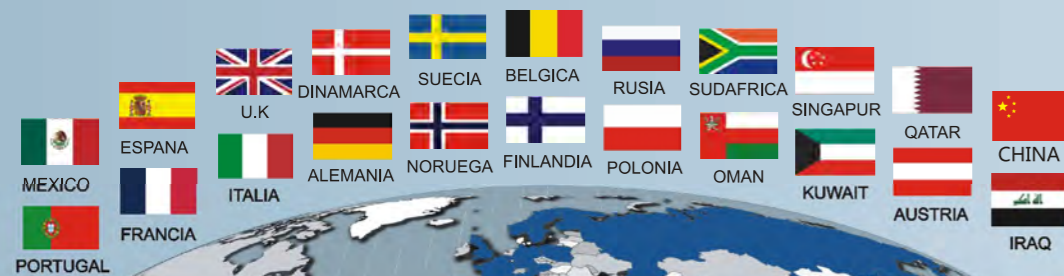 MEXICO
PORTUGAL
ESPANA
FRANCIA
U.K
ITALIA
DINAMARCA
ALEMANIA
SUECIA
NORUEGA
BELGICA
FINLANDIA
RUSIA
POLONIA
SUDAFRICA
OMAN
SINGAPUR
KUWAIT
QATAR
AUSTRIA
CHINA
IRAQ